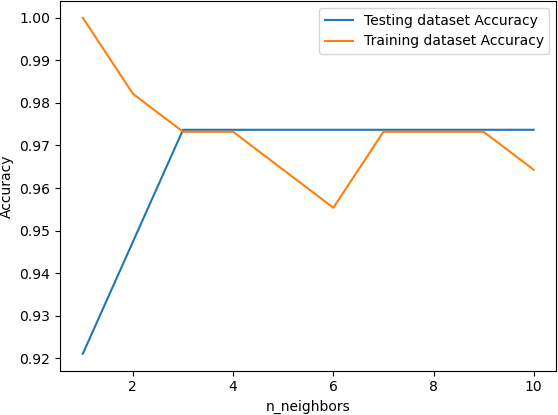 Testing dataset Accuracy
Training dataset Accuracy
1.00
0.99
0.98
0.97
0.96
0.95
0.94
0.93
0.92
Accuracy
2 4 6 8 10
n_neighbors